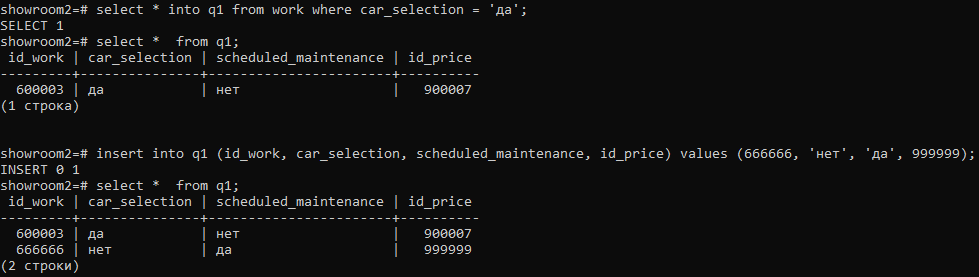 showroom2=# select * into q1 from work where car_selection = 'да';
SELECT 1
showroom2=# select *  from q1;
 id_work | car_selection | scheduled_maintenance | id_price
---------+---------------+-----------------------+----------
  600003 | да            | нет                   |   900007
(1 строка)
showroom2=# insert into q1 (id_work, car_selection, scheduled_maintenance, id_price) values (666666, 'нет', 'да', 999999);
INSERT 0 1
showroom2=# select *  from q1;
 id_work | car_selection | scheduled_maintenance | id_price
---------+---------------+-----------------------+----------
  600003 | да            | нет                   |   900007
  666666 | нет           | да                    |   999999
(2 строки)